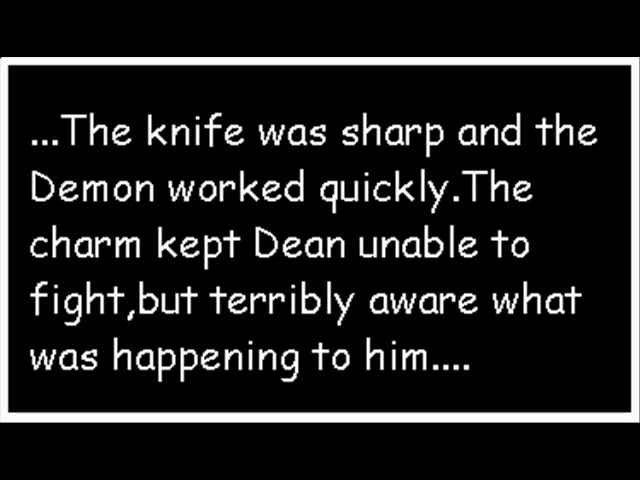 ...The knife was sharp and the
Demon worked quickly.The
charm kept Dean unable to
fight,but terribly aware what
was happening to him....